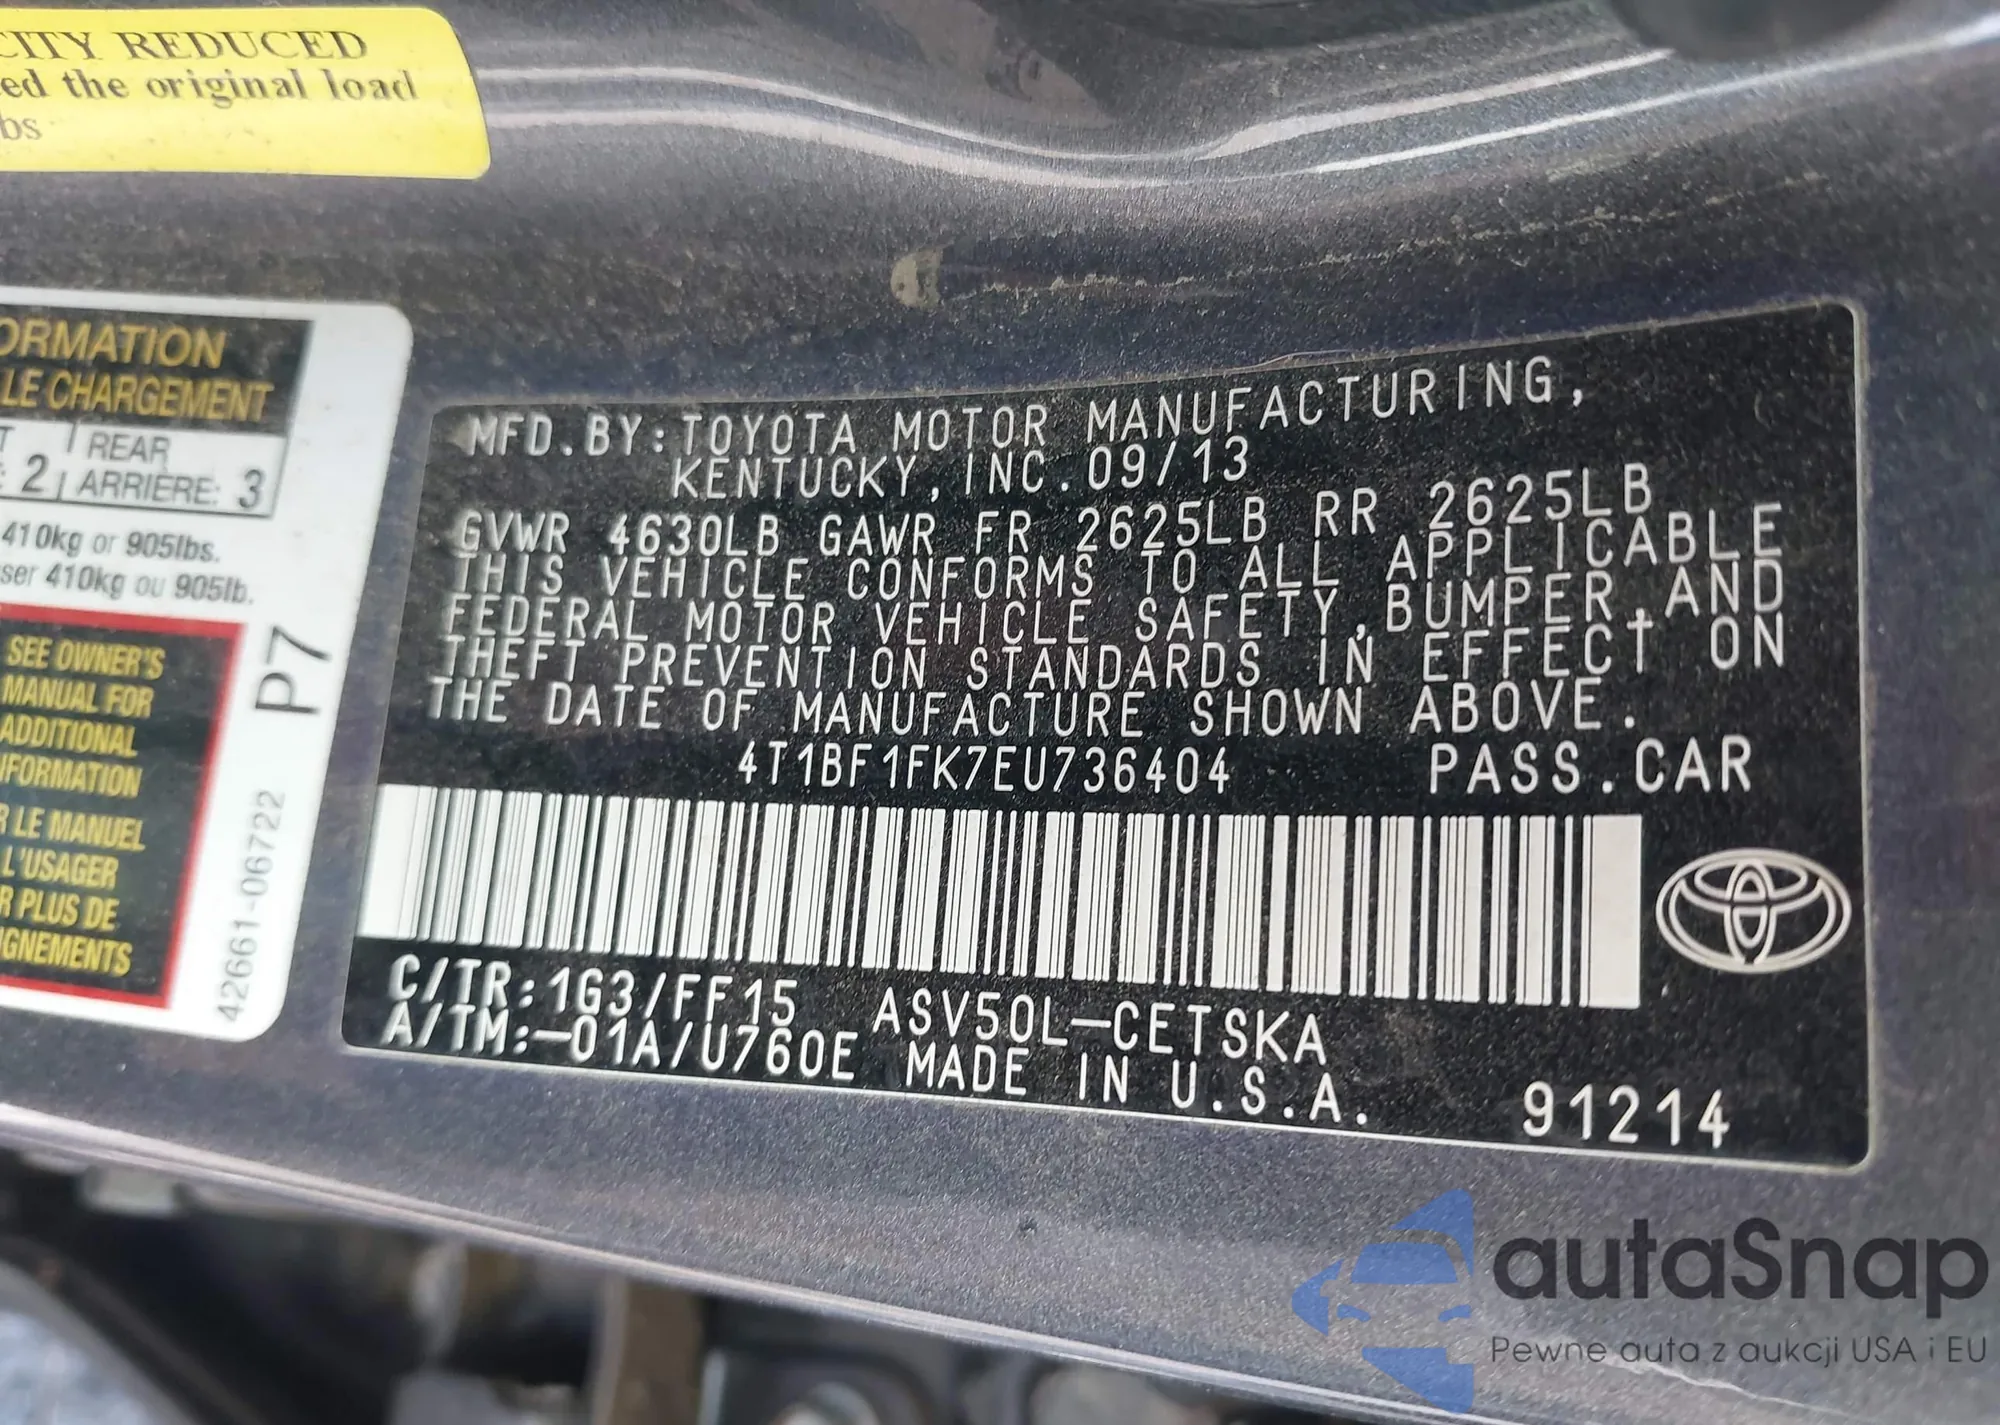 CITY REDUCED
ed the original load
bs
ORMATION
LE CHARGEMENT
T REAR
: 2 ARRIÈRE: 3
410kg or 905lbs.
ser 410kg ou 905lb.
SEE OWNER'S
MANUAL FOR
ADDITIONAL
NFORMATION
R LE MANUEL
L'USAGER
R PLUS DE
IGNEMENTS
P7
42661-06722
MFD.BY:TOYOTA MOTOR MANUFACTURING,
KENTUCKY,INC.09/13
GVWR 4630LB GAWR FR 2625LB RR 2625LB
THIS VEHICLE CONFORMS TO ALL APPLICABLE
FEDERAL MOTOR VEHICLE SAFETY,BUMPER,AND
THEFT PREVENTION STANDARDS IN EFFECT ON
THE DATE OF MANUFACTURE SHOWN ABOVE.
4T1BF1FK7EU736404 PASS.CAR
C/TR:1G3/FF15 ASV50L-CETSKA
A/TM:-01A/U760E MADE IN U.S.A. 91214
autaSnap
Pewne auta z aukcji USA i EU